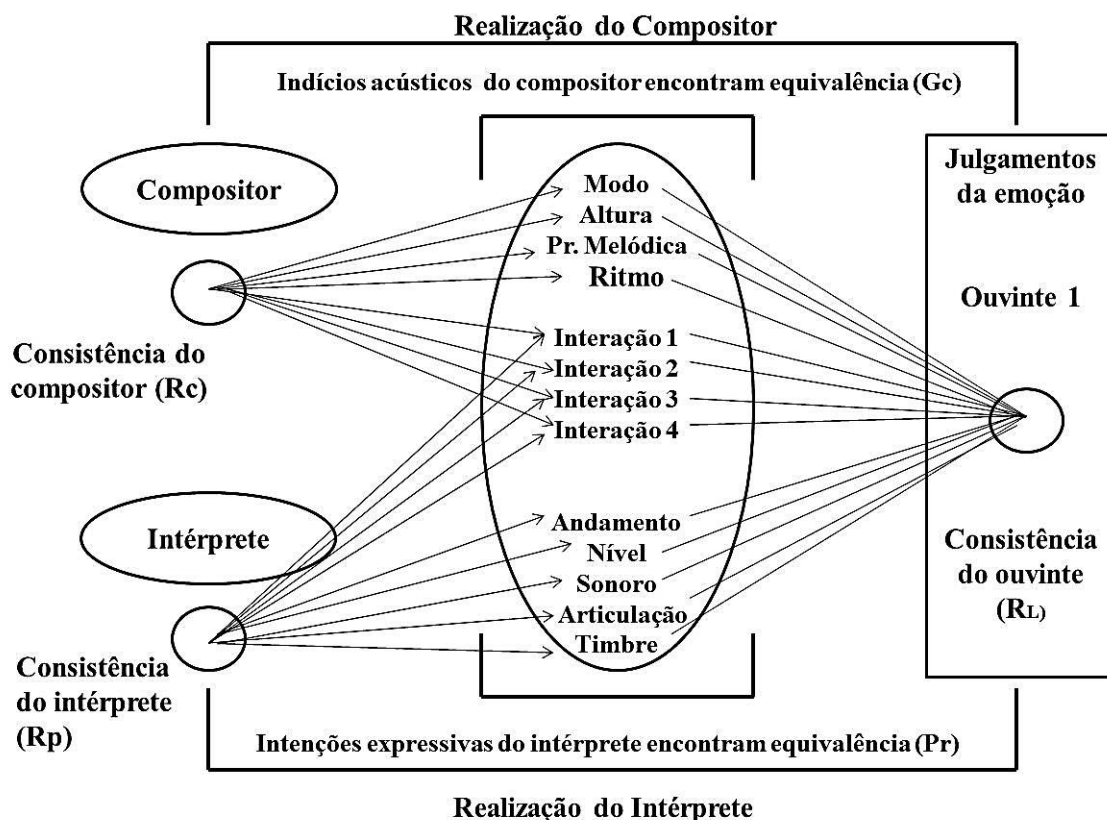 Realização do Compositor
Indícios acústicos do compositor encontram equivalência (Gc)
Compositor
Consistência do
compositor (Rc)
Intérprete
Consistência
do intérprete
(Rp)
Modo
Altura
Pr. Melódica
Ritmo
Interação 1
Interação 2
Interação 3
Interação 4
Andamento
Nível
Sonoro
Articulação
Timbre
Julgamentos
da emoção
Ouvinte 1
Consistência
do ouvinte
(RL)
Intenções expressivas do intérprete encontram equivalência (Pr)
Realização do Intérprete